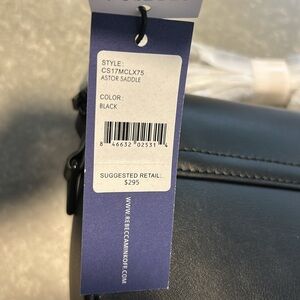 STYLE:
CS17MCLX75
ASTOR SADDLE
COLOR:
BLACK
8 46632 02531 4
SUGGESTED RETAIL:
$295
WWW.REBECCAMINKOFF.COM